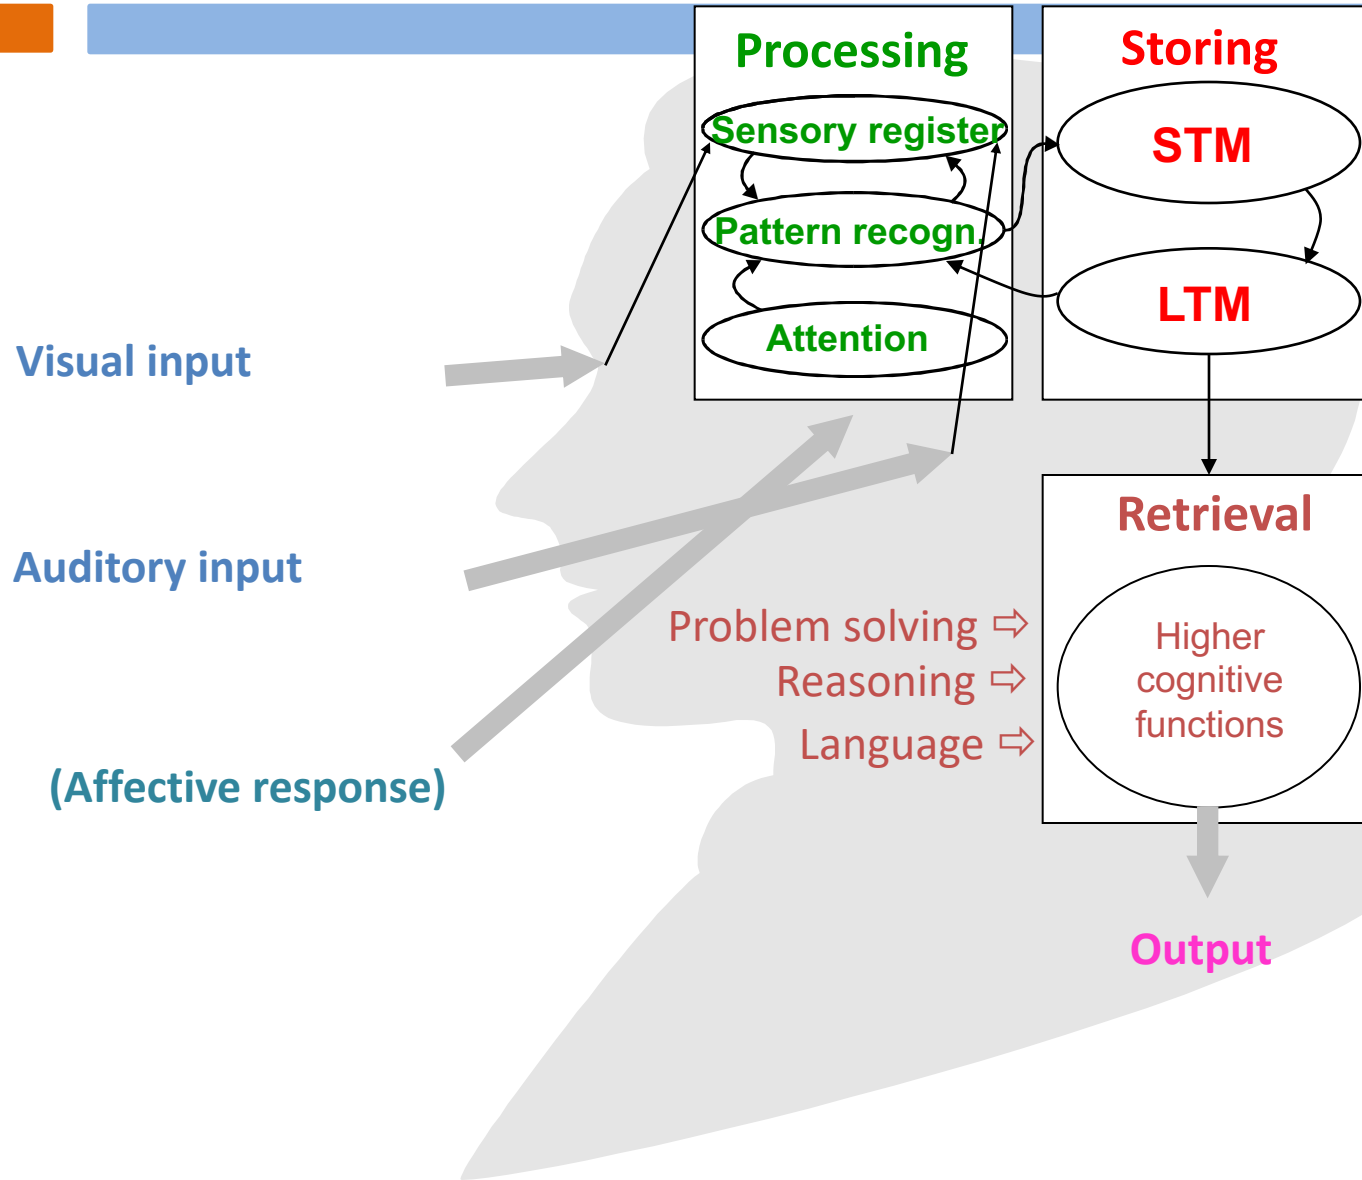 Processing
Sensory register
Pattern recogn.
Attention
Storing
STM
LTM
Visual input
Auditory input
(Affective response)
Retrieval
Problem solving ⇨
Reasoning ⇨
Language ⇨
Higher
cognitive
functions
Output